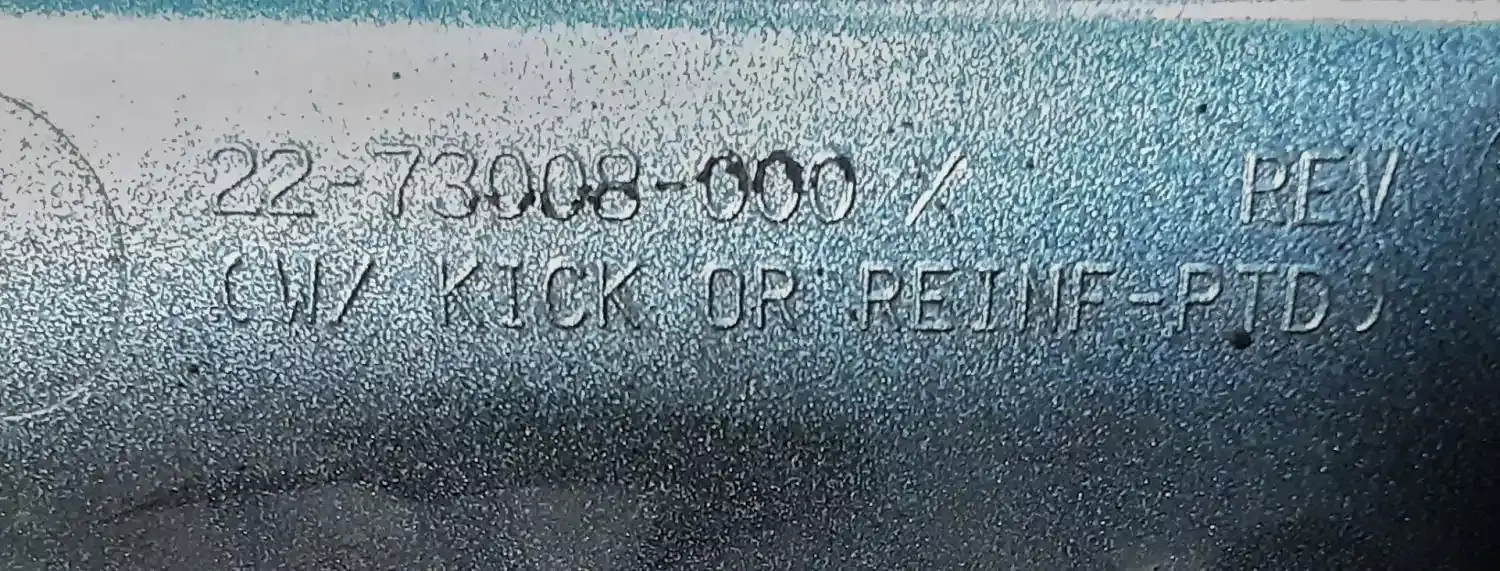 22-73008-000 / REV
(W/ KICK OR REINF-PTD)